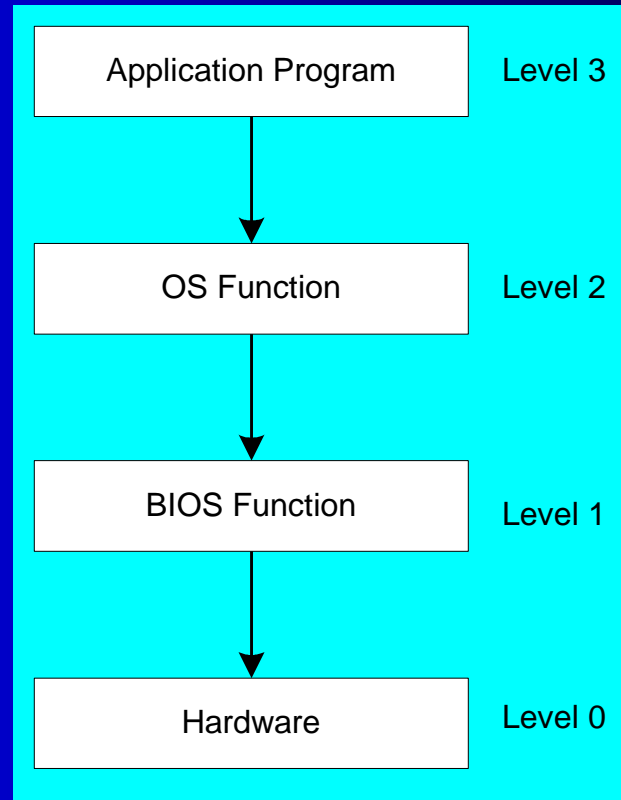 Application Program Level 3
OS Function Level 2
BIOS Function Level 1
Hardware Level 0